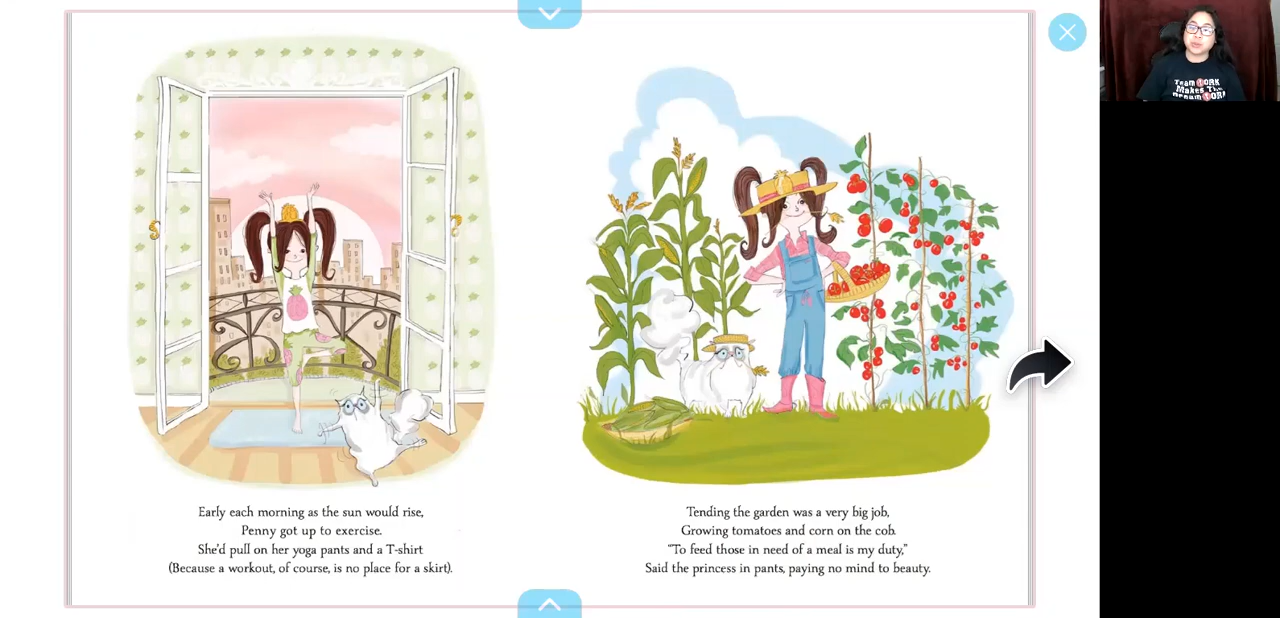 Early each morning as the sun would rise,
Penny got up to exercise.
She'd pull on her yoga pants and a T-shirt
(Because a workout, of course, is no place for a skirt).
Tending the garden was a very big job,
Growing tomatoes and corn on the cob.
"To feed those in need of a meal is my duty,"
Said the princess in pants, paying no mind to beauty.
Team
Makes The